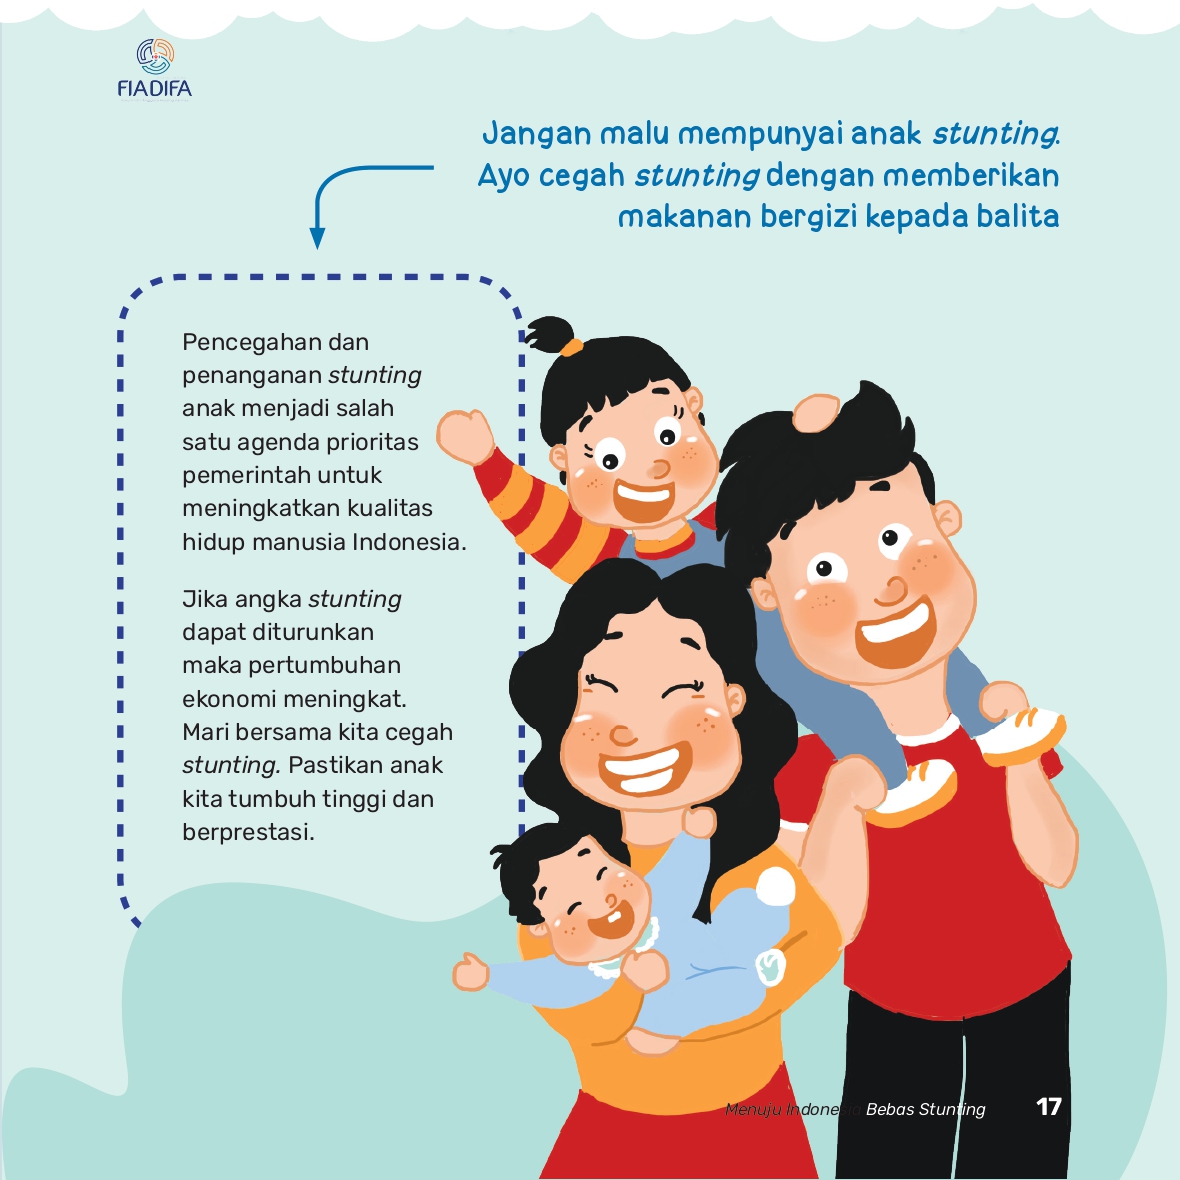 FIADIFA
Jangan malu mempunyai anak stunting.
Ayo cegah stunting dengan memberikan
makanan bergizi kepada balita
Pencegahan dan
penanganan stunting
anak menjadi salah
satu agenda prioritas
pemerintah untuk
meningkatkan kualitas
hidup manusia Indonesia.
Jika angka stunting
dapat diturunkan
maka pertumbuhan
ekonomi meningkat.
Mari bersama kita cegah
stunting. Pastikan anak
kita tumbuh tinggi dan
berprestasi.
Menuju Indonesia Bebas Stunting 17